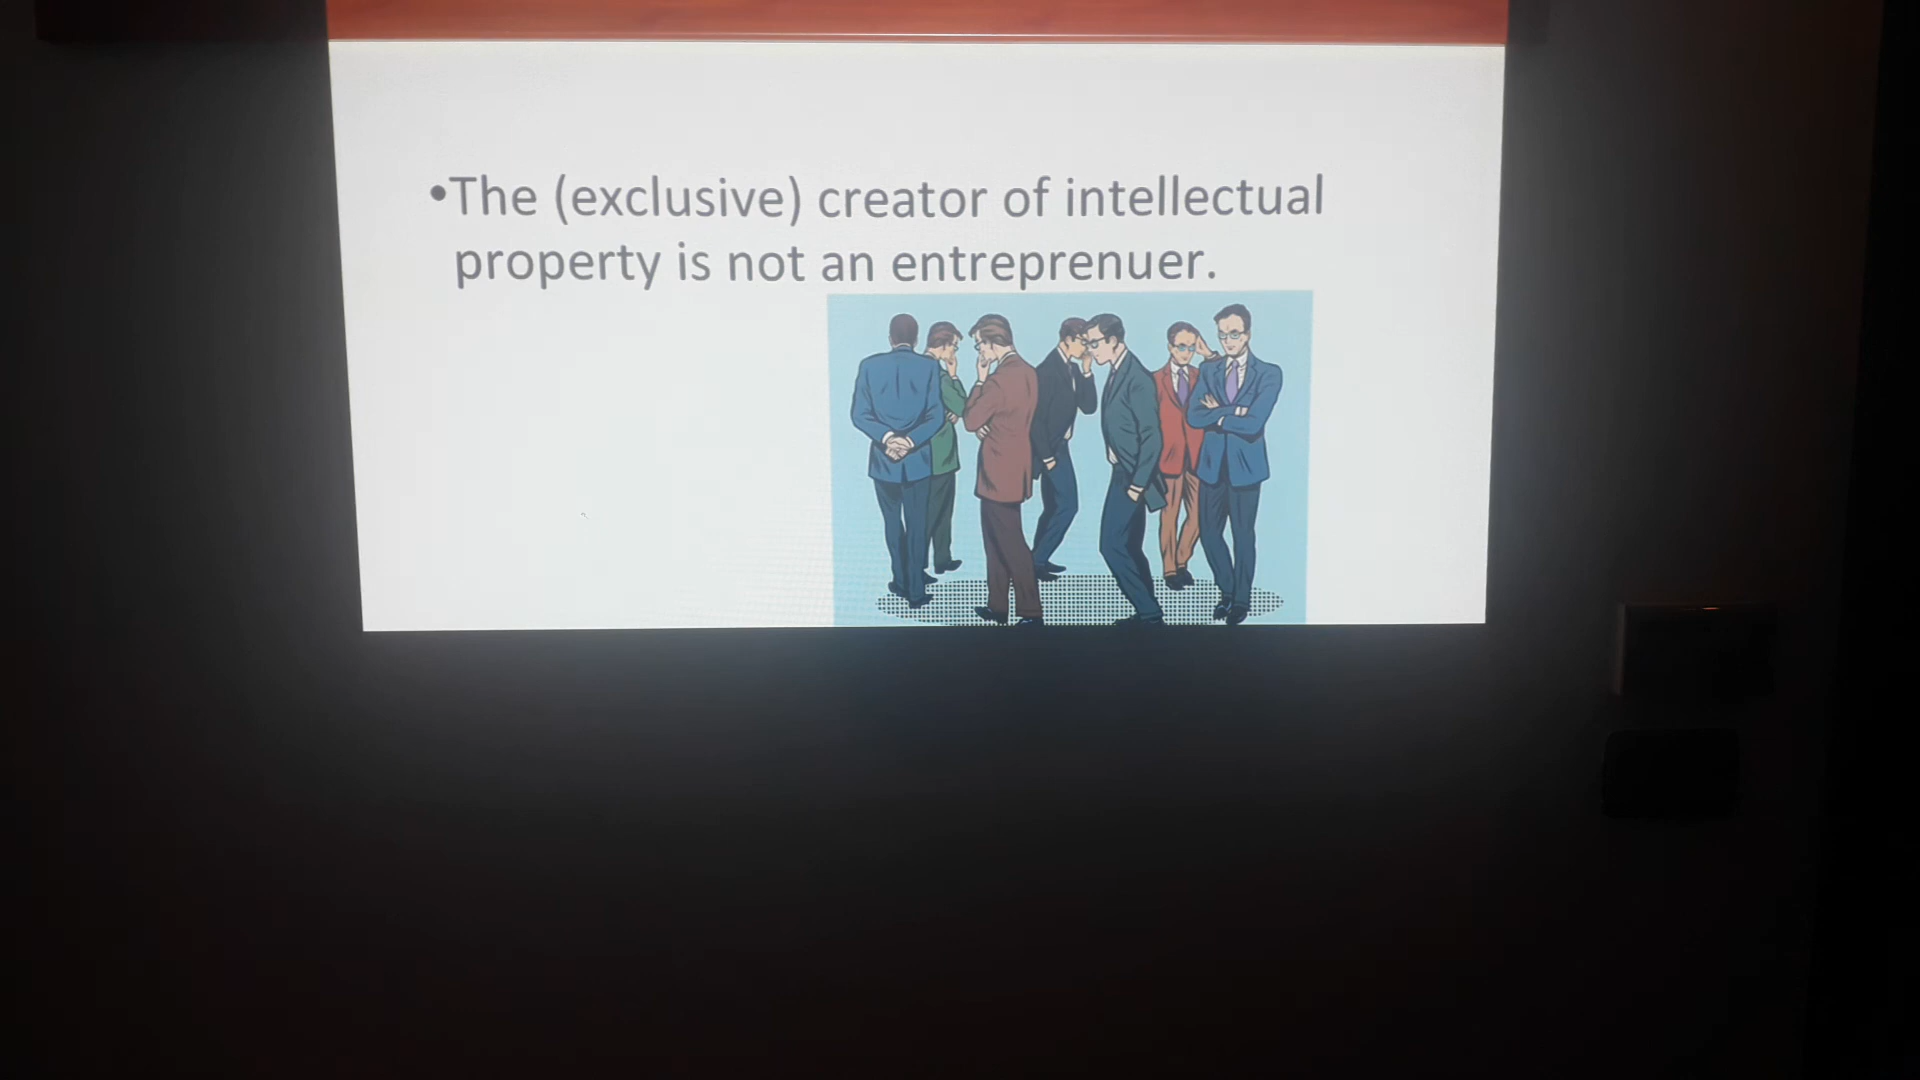 •The (exclusive) creator of intellectual
property is not an entreprenuer.